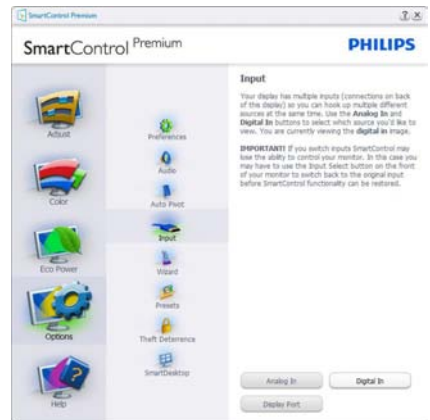 SmartControl Premium
? x
SmartControl Premium
PHILIPS
Adjust
Color
Eco Power
Options
Help
Preferences
Audio
Auto Pivot
Input
Wizard
Presets
Theft Deterrence
SmartDesktop
Input
Your display has multiple inputs (connections on back
of the display) so you can hook up multiple different
sources at the same time. Use the Analog In and
Digital In buttons to select which source you'd like to
view. You are currently viewing the digital in image.
IMPORTANT! If you switch inputs SmartControl may
lose the ability to control your monitor. In that case you
may have to use the Input Select button on the front
of your monitor to switch back to the original input
before SmartControl functionality can be restored.
Analog In
Digital In
Display Port